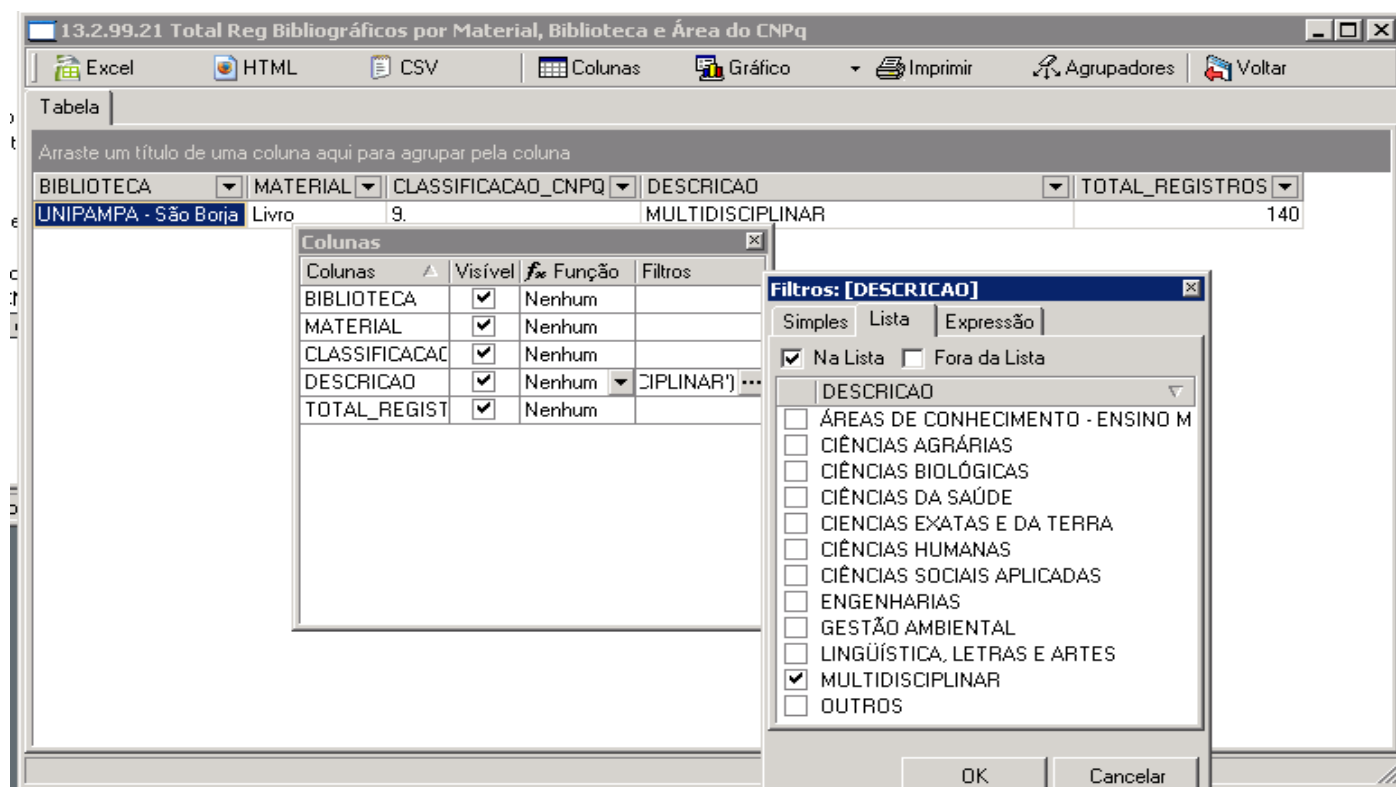 13.2.99.21 Total Reg Bibliográficos por Material, Biblioteca e Área do CNPq
Excel HTML CSV Colunas Gráfico Imprimir Agrupadores Voltar
Tabela
Arraste um título de uma coluna aqui para agrupar pela coluna
BIBLIOTECA MATERIAL CLASSIFICACAO_CNPQ DESCRICAO TOTAL_REGISTROS
UNIPAMPA - São Borja Livro 9. MULTIDISCIPLINAR 140
Colunas
Colunas Visível fx Função Filtros
BIBLIOTECA Nenhum
MATERIAL Nenhum
CLASSIFICACAC Nenhum
DESCRICAO Nenhum CIPLINAR') ...
TOTAL_REGIST Nenhum
Filtros: [DESCRICAO]
Simples Lista Expressão
Na Lista Fora da Lista
DESCRICAO
ÁREAS DE CONHECIMENTO - ENSINO M
CIÊNCIAS AGRÁRIAS
CIÊNCIAS BIOLÓGICAS
CIÊNCIAS DA SAÚDE
CIENCIAS EXATAS E DA TERRA
CIÊNCIAS HUMANAS
CIÊNCIAS SOCIAIS APLICADAS
ENGENHARIAS
GESTÃO AMBIENTAL
LINGÜÍSTICA, LETRAS E ARTES
MULTIDISCIPLINAR
OUTROS
OK Cancelar